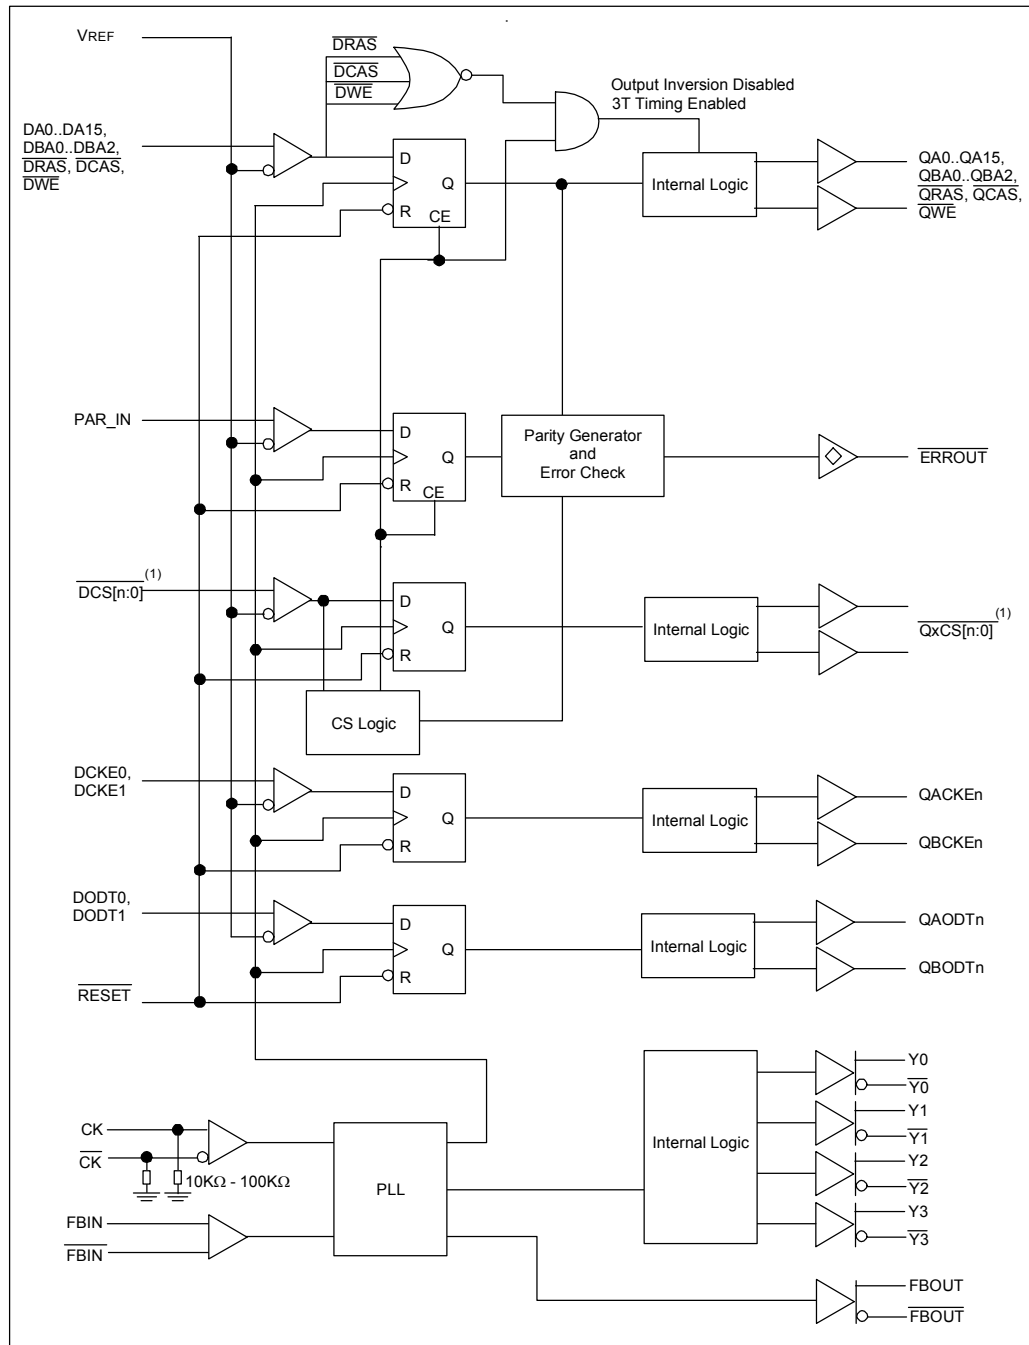 VREF
DRAS
DCAS
DWE
Output Inversion Disabled
3T Timing Enabled
DA0..DA15,
DBA0..DBA2,
DRAS, DCAS,
DWE
D
Q
R
CE
Internal Logic
QA0..QA15,
QBA0..QBA2,
QRAS, QCAS,
QWE
PAR_IN
D
Q
R
CE
Parity Generator
and
Error Check
ERROUT
DCS[n:0](1)
D
Q
R
Internal Logic
QxCS[n:0](1)
CS Logic
DCKE0,
DCKE1
D
Q
R
Internal Logic
QACKEn
QBCKEn
DODT0,
DODT1
D
Q
R
Internal Logic
QAODTn
QBODTn
RESET
CK
CK
10KΩ - 100KΩ
FBIN
FBIN
PLL
Internal Logic
Y0
Y0
Y1
Y1
Y2
Y2
Y3
Y3
FBOUT
FBOUT